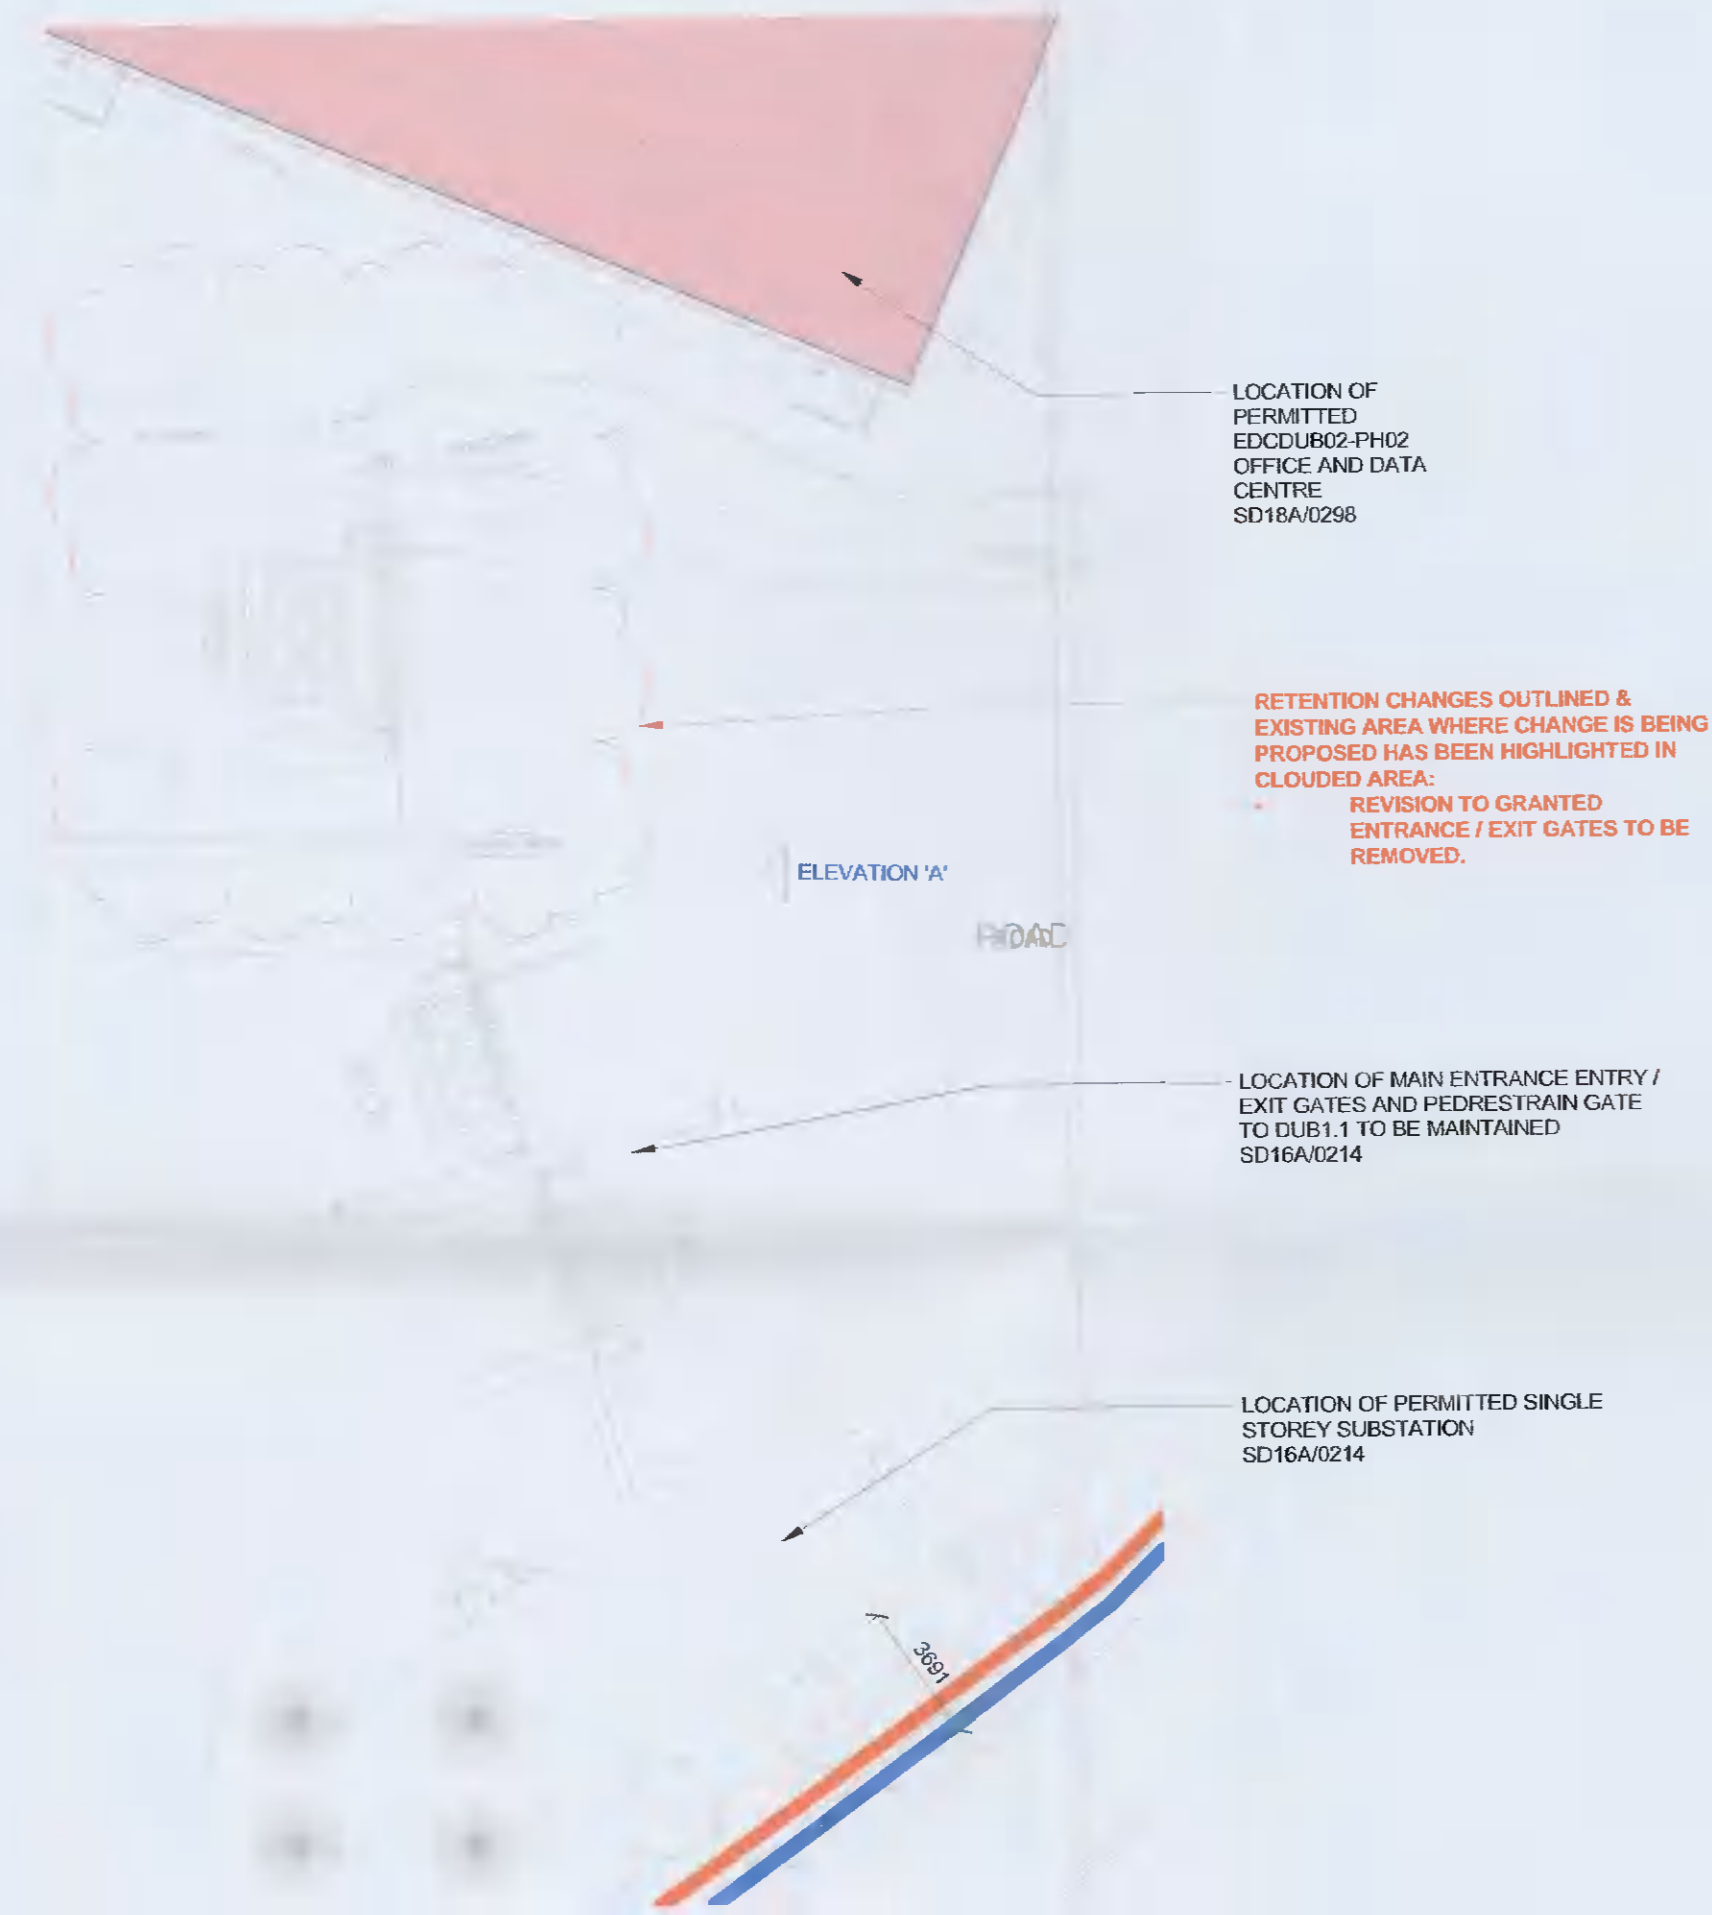 LOCATION OF
PERMITTED
EDCDUB02-PH02
OFFICE AND DATA
CENTRE
SD18A/0298
RETENTION CHANGES OUTLINED &
EXISTING AREA WHERE CHANGE IS BEING
PROPOSED HAS BEEN HIGHLIGHTED IN
CLOUDED AREA:
• REVISION TO GRANTED
ENTRANCE / EXIT GATES TO BE
REMOVED.
ELEVATION 'A'
ROAD
LOCATION OF MAIN ENTRANCE ENTRY /
EXIT GATES AND PEDRESTRAIN GATE
TO DUB1.1 TO BE MAINTAINED
SD16A/0214
LOCATION OF PERMITTED SINGLE
STOREY SUBSTATION
SD16A/0214
3691